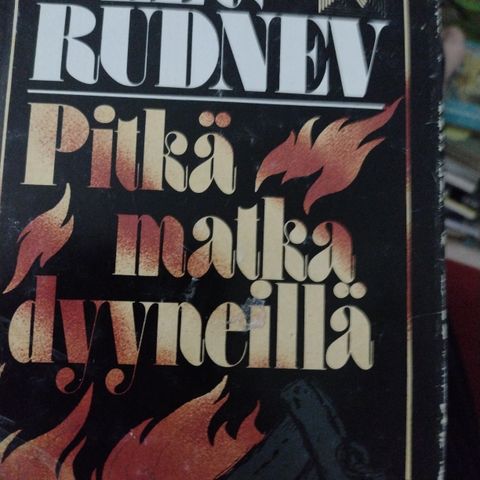 RUDNEV
Pitkä
matka
dyyneillä